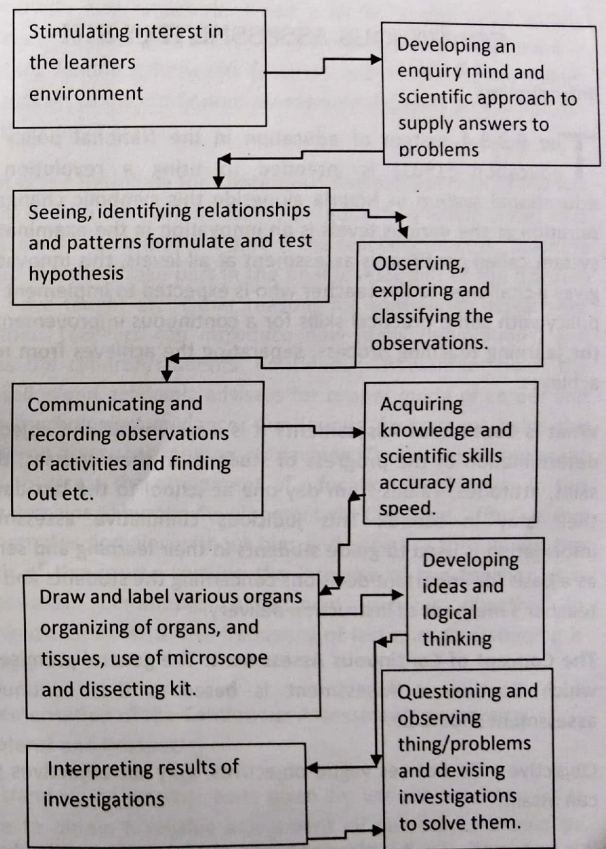 Stimulating interest in
the learners
environment
Developing an
enquiry mind and
scientific approach to
supply answers to
problems
Seeing, identifying relationships
and patterns formulate and test
hypothesis
Observing,
exploring and
classifying the
observations.
Communicating and
recording observations
of activities and finding
out etc.
Acquiring
knowledge and
scientific skills
accuracy and
speed.
Draw and label various organs
organizing of organs, and
tissues, use of microscope
and dissecting kit.
Developing
ideas and
logical
thinking
Interpreting results of
investigations
Questioning and
observing
thing/problems
and devising
investigations
to solve them.